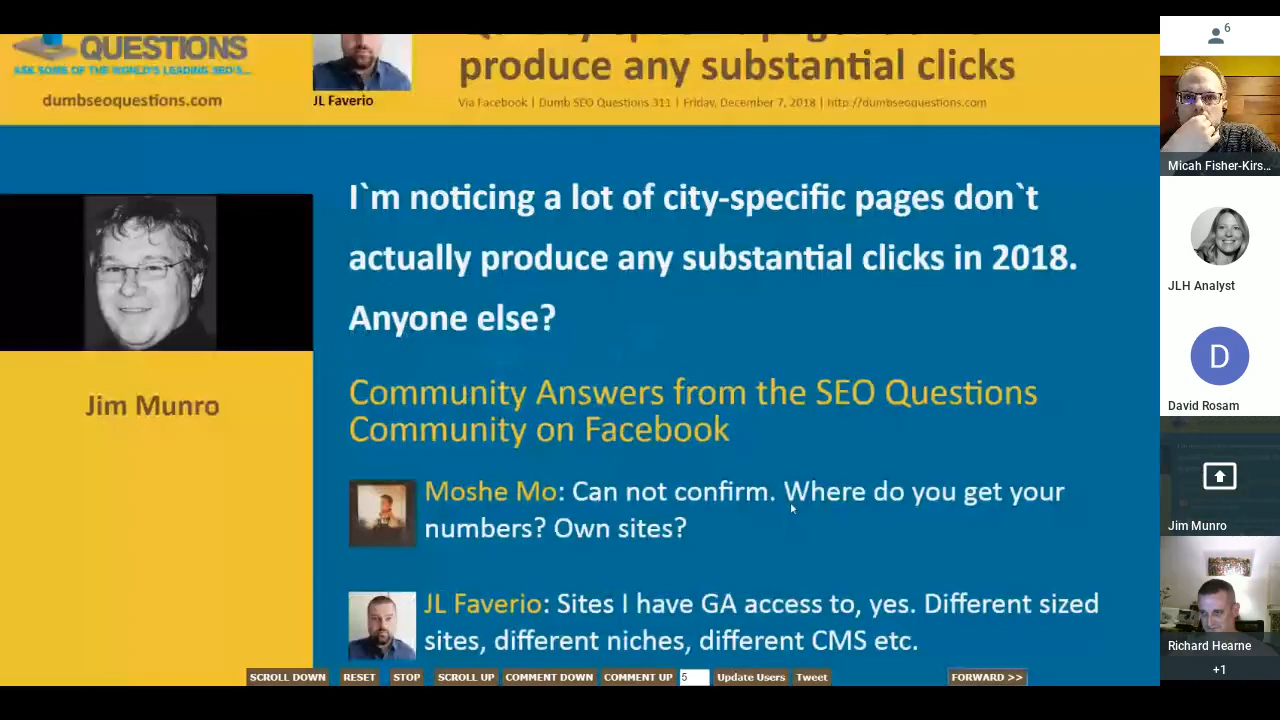 QUESTIONS
ASK SOME OF THE WORLD'S LEADING SEO'S...
dumbseoquestions.com
JL Faverio
produce any substantial clicks
Via Facebook | Dumb SEO Questions 311 | Friday, December 7, 2018 | http://dumbseoquestions.com
Jim Munro
I`m noticing a lot of city-specific pages don`t
actually produce any substantial clicks in 2018.
Anyone else?
Community Answers from the SEO Questions
Community on Facebook
Moshe Mo: Can not confirm. Where do you get your
numbers? Own sites?
JL Faverio: Sites I have GA access to, yes. Different sized
sites, different niches, different CMS etc.
SCROLL DOWN RESET STOP SCROLL UP COMMENT DOWN COMMENT UP 5 Update Users Tweet FORWARD >>
6
Micah Fisher-Kirs...
JLH Analyst
D
David Rosam
Jim Munro
Richard Hearne
+1